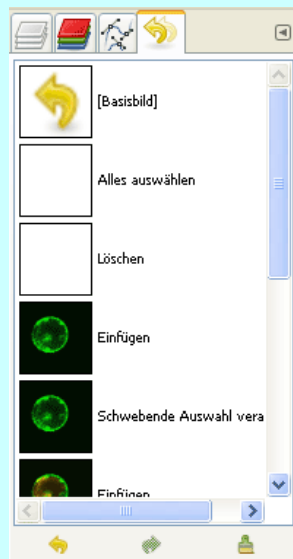 [Basisbild]
Alles auswählen
Löschen
Einfügen
Schwebende Auswahl vera
Einfügen